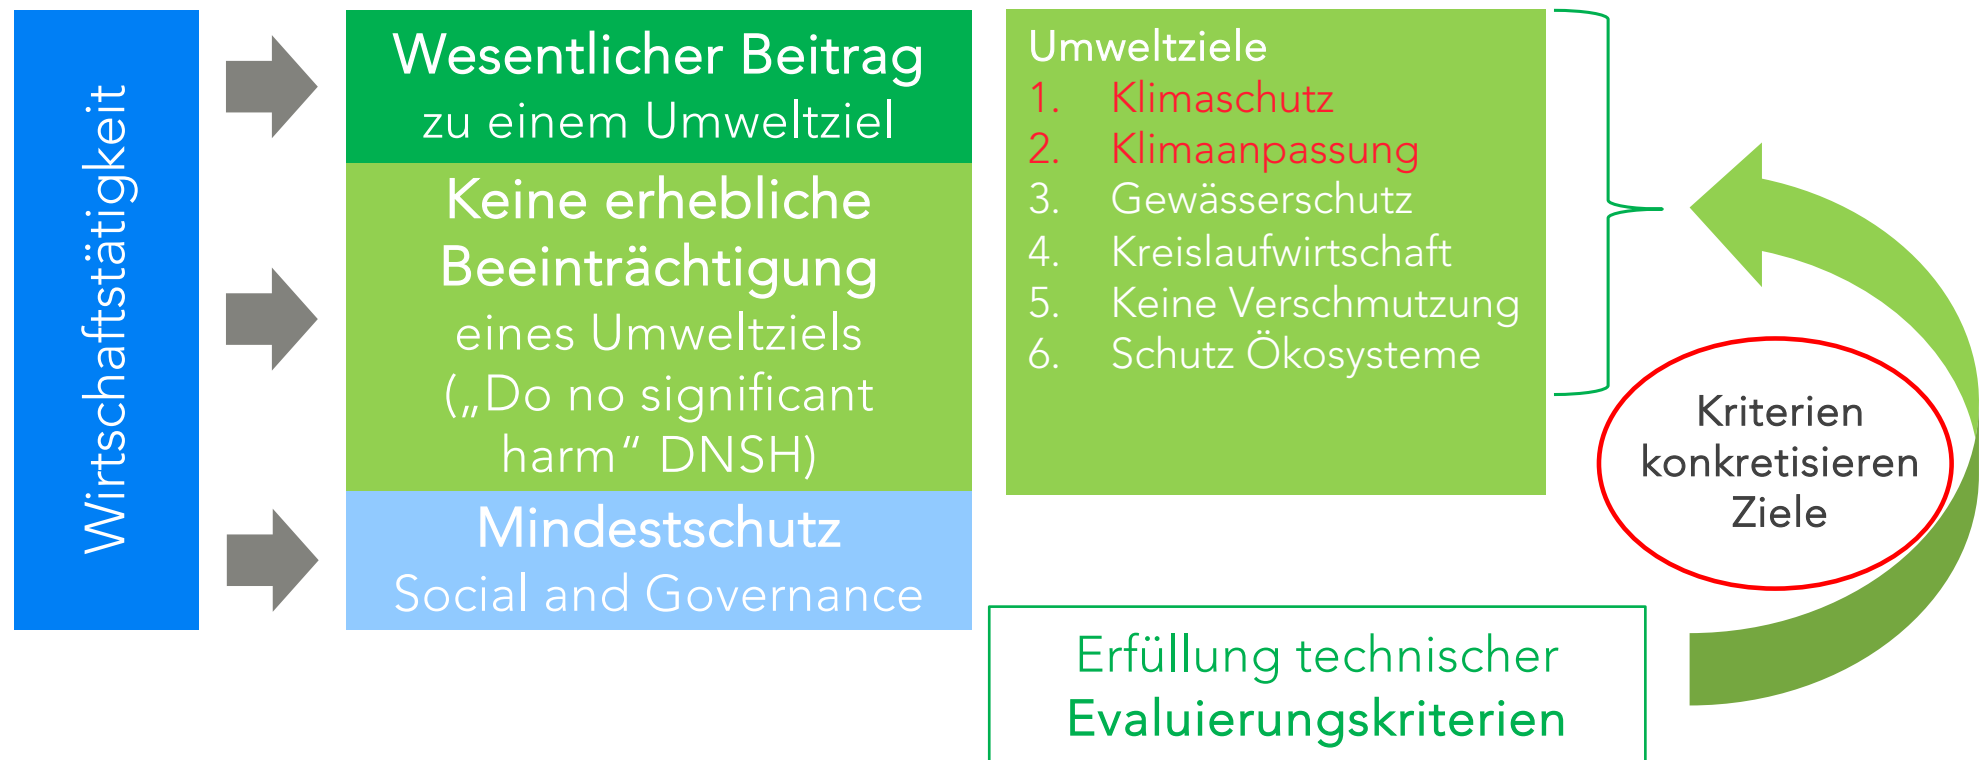 Wirtschaftstätigkeit
Wesentlicher Beitrag
zu einem Umweltziel
Keine erhebliche
Beeinträchtigung
eines Umweltziels
(„Do no significant
harm“ DNSH)
Mindestschutz
Social and Governance
Umweltziele
1. Klimaschutz
2. Klimaanpassung
3. Gewässerschutz
4. Kreislaufwirtschaft
5. Keine Verschmutzung
6. Schutz Ökosysteme
Kriterien
konkretisieren
Ziele
Erfüllung technischer
Evaluierungskriterien